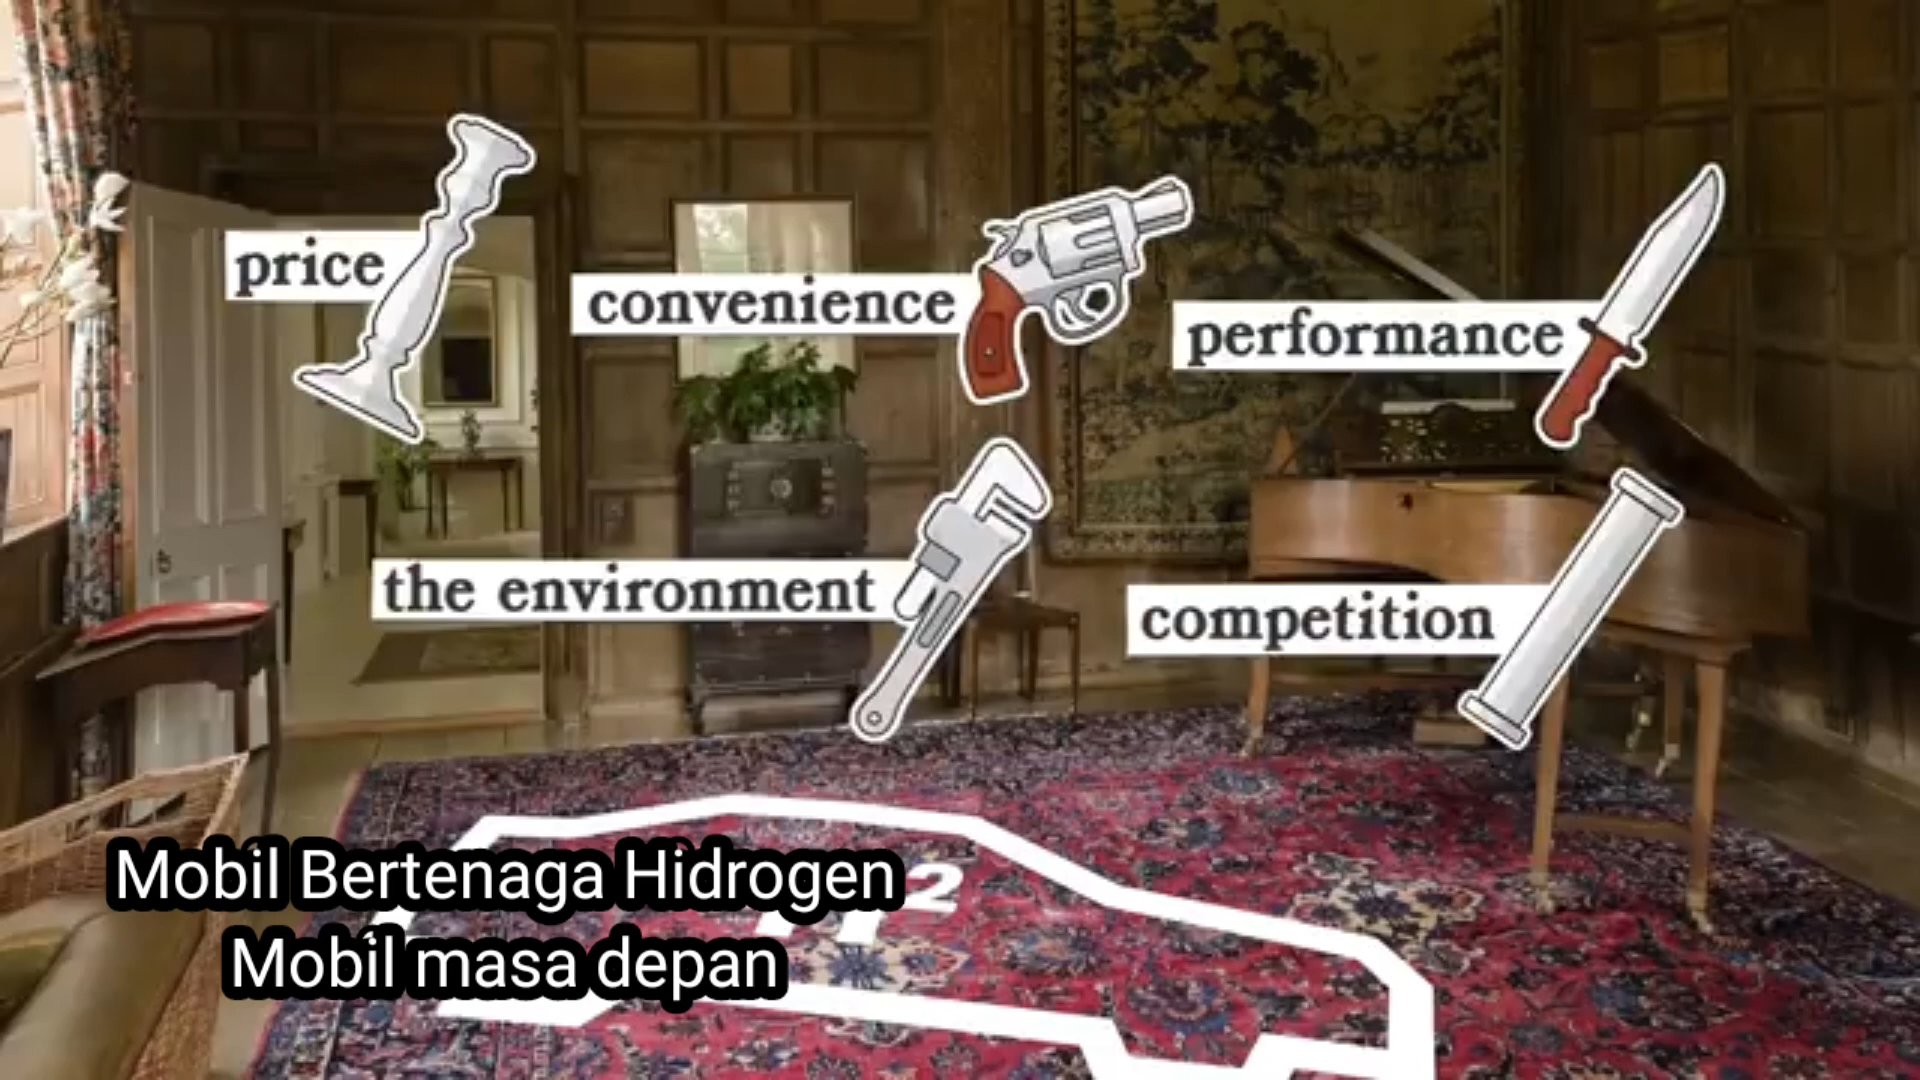 price
convenience
performance
the environment
competition
Mobil Bertenaga Hidrogen
Mobil masa depan